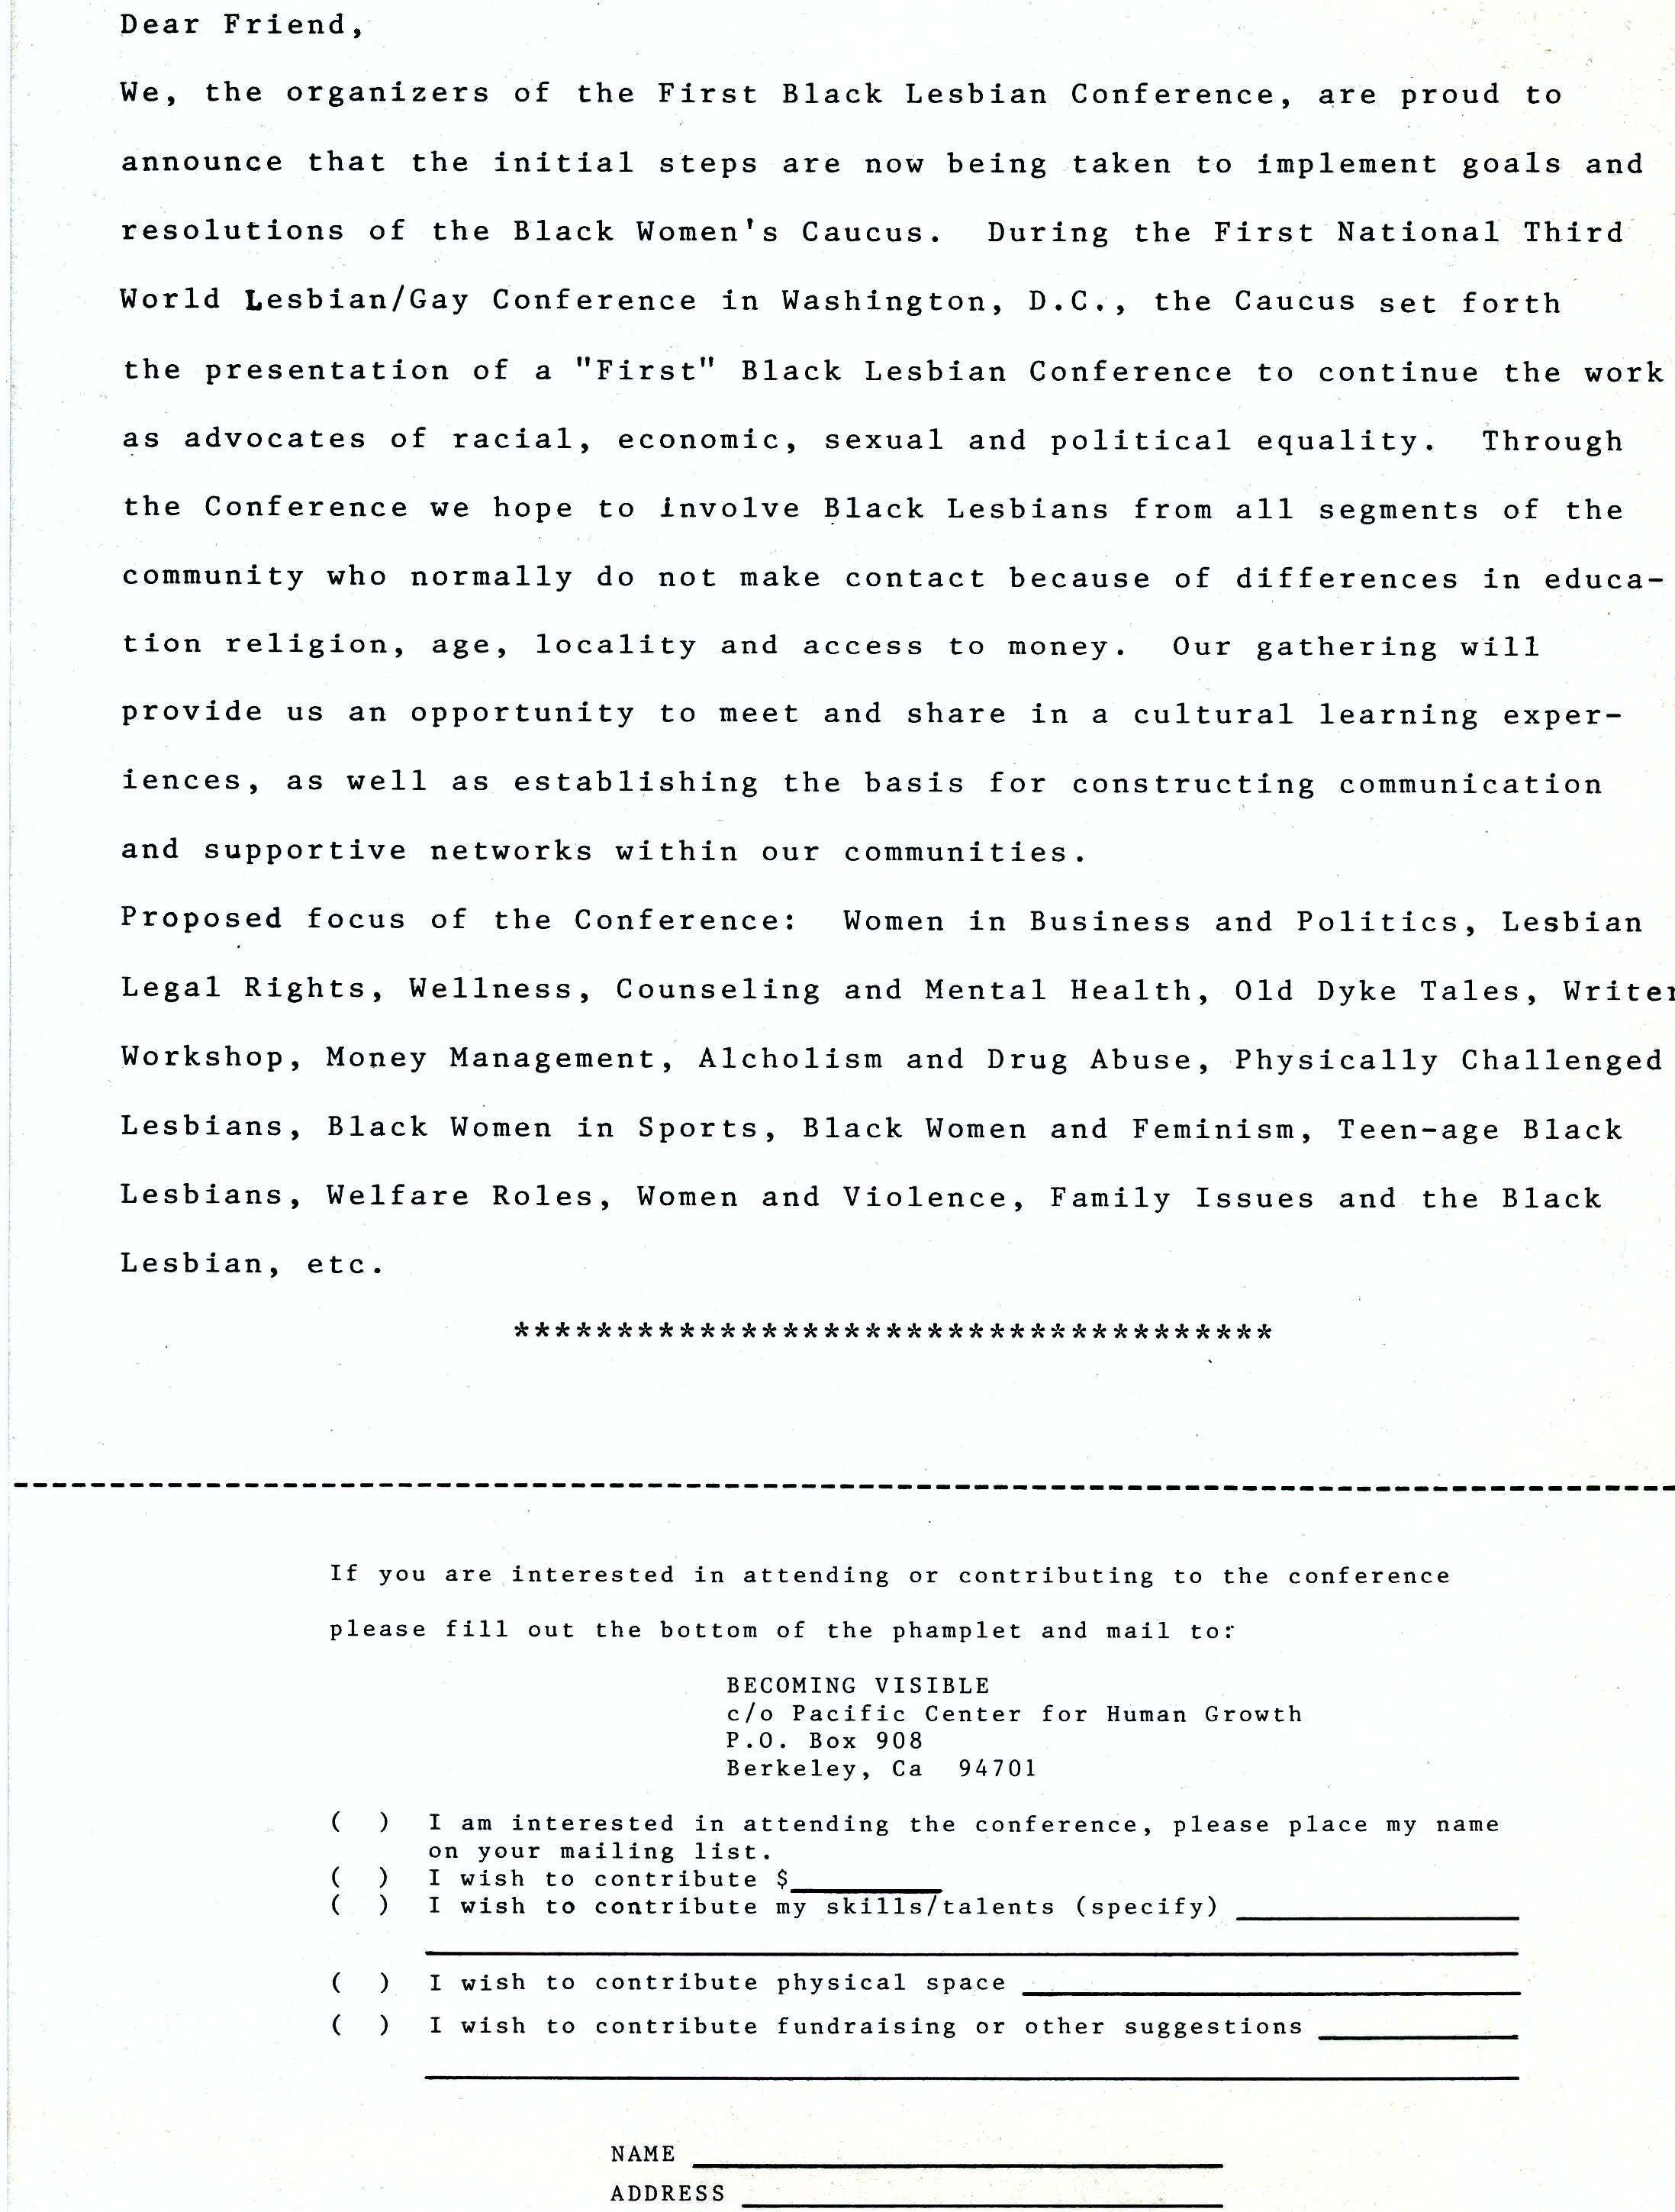 Dear Friend,
We, the organizers of the First Black Lesbian Conference, are proud to
announce that the initial steps are now being taken to implement goals and
resolutions of the Black Women's Caucus.  During the First National Third
World Lesbian/Gay Conference in Washington, D.C., the Caucus set forth
the presentation of a "First" Black Lesbian Conference to continue the work
as advocates of racial, economic, sexual and political equality.  Through
the Conference we hope to involve Black Lesbians from all segments of the
community who normally do not make contact because of differences in educa-
tion religion, age, locality and access to money.  Our gathering will
provide us an opportunity to meet and share in a cultural learning exper-
iences, as well as establishing the basis for constructing communication
and supportive networks within our communities.
Proposed focus of the Conference:  Women in Business and Politics, Lesbian
Legal Rights, Wellness, Counseling and Mental Health, Old Dyke Tales, Writer
Workshop, Money Management, Alcholism and Drug Abuse, Physically Challenged
Lesbians, Black Women in Sports, Black Women and Feminism, Teen-age Black
Lesbians, Welfare Roles, Women and Violence, Family Issues and the Black
Lesbian, etc.
*************************************
If you are interested in attending or contributing to the conference
please fill out the bottom of the phamplet and mail to:
BECOMING VISIBLE
c/o Pacific Center for Human Growth
P.O. Box 908
Berkeley, Ca  94701
(  )  I am interested in attending the conference, please place my name
on your mailing list.
(  )  I wish to contribute $_________
(  )  I wish to contribute my skills/talents (specify) _________________
(  )  I wish to contribute physical space ______________________________
(  )  I wish to contribute fundraising or other suggestions ____________
NAME ________________________________
ADDRESS _____________________________